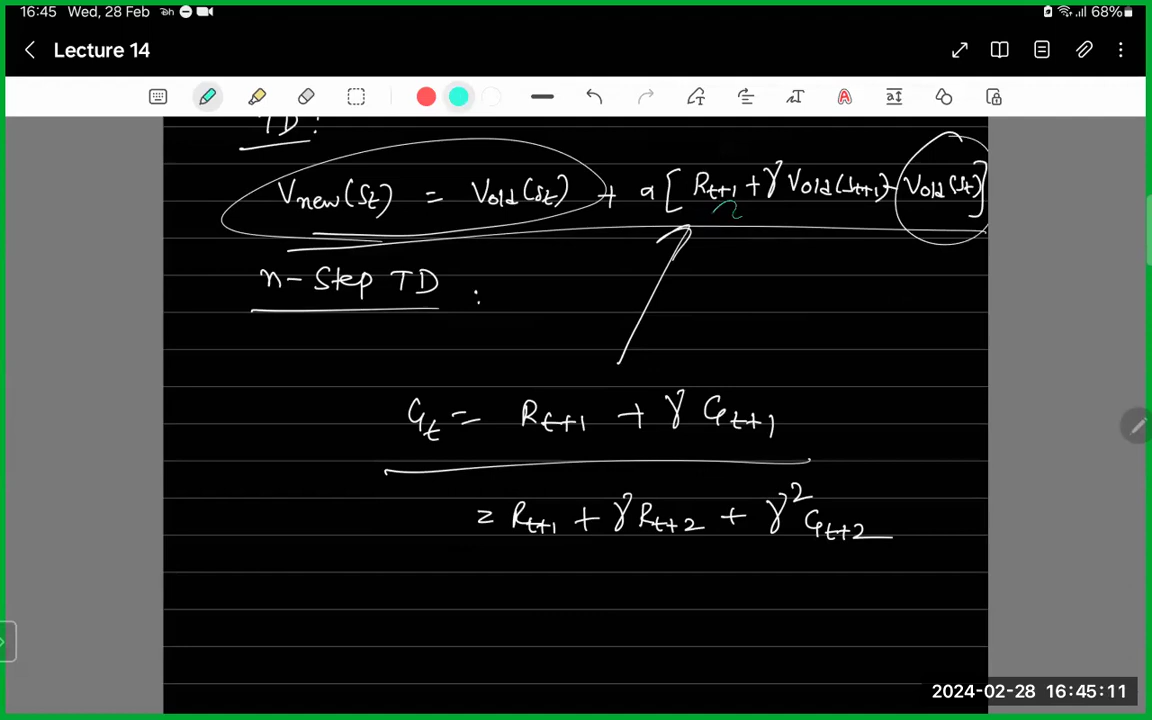 16:45 Wed, 28 Feb 68%
Lecture 14
TD:
Vnew(St) = Vold(St) + α [Rt+1 + γ Vold(St+1) - Vold(St)]
n-Step TD :
Gt = Rt+1 + γ Gt+1
= Rt+1 + γ Rt+2 + γ² Gt+2
2024-02-28 16:45:11